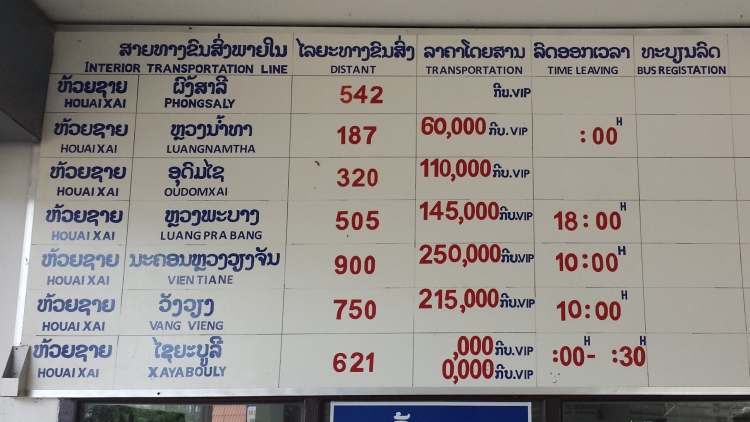 ສາຍທາງຂົນສົ່ງພາຍໃນ ໄລຍະທາງຂົນສົ່ງ ລາຄາໂດຍສານ ລົດອອກເວລາ ທະບຽນລົດ
INTERIOR TRANSPORTATION LINE DISTANT TRANSPORTATION TIME LEAVING BUS REGISTATION
ຫ້ວຍຊາຍ ຜົ້ງສາລີ 542 ກີບ.VIP
HOUAI XAI PHONGSALY
ຫ້ວຍຊາຍ ຫຼວງນ້ຳທາ 187 60,000 ກີບ.VIP :00H
HOUAI XAI LUANGNAMTHA
ຫ້ວຍຊາຍ ອຸດົມໄຊ 320 110,000 ກີບ.VIP
HOUAI XAI OUDOMXAI
ຫ້ວຍຊາຍ ຫຼວງພະບາງ 505 145,000 ກີບ.VIP 18:00H
HOUAI XAI LUANG PRA BANG
ຫ້ວຍຊາຍ ນະຄອນຫຼວງວຽງຈັນ 900 250,000 ກີບ.VIP 10:00H
HOUAI XAI VIENTIANE
ຫ້ວຍຊາຍ ວັງວຽງ 750 215,000 ກີບ.VIP 10:00H
HOUAI XAI VANG VIENG
ຫ້ວຍຊາຍ ໄຊຍະບູລີ 621 ,000 ກີບ.VIP :00H- :30H
HOUAI XAI XAYABOULY 0,000 ກີບ.VIP